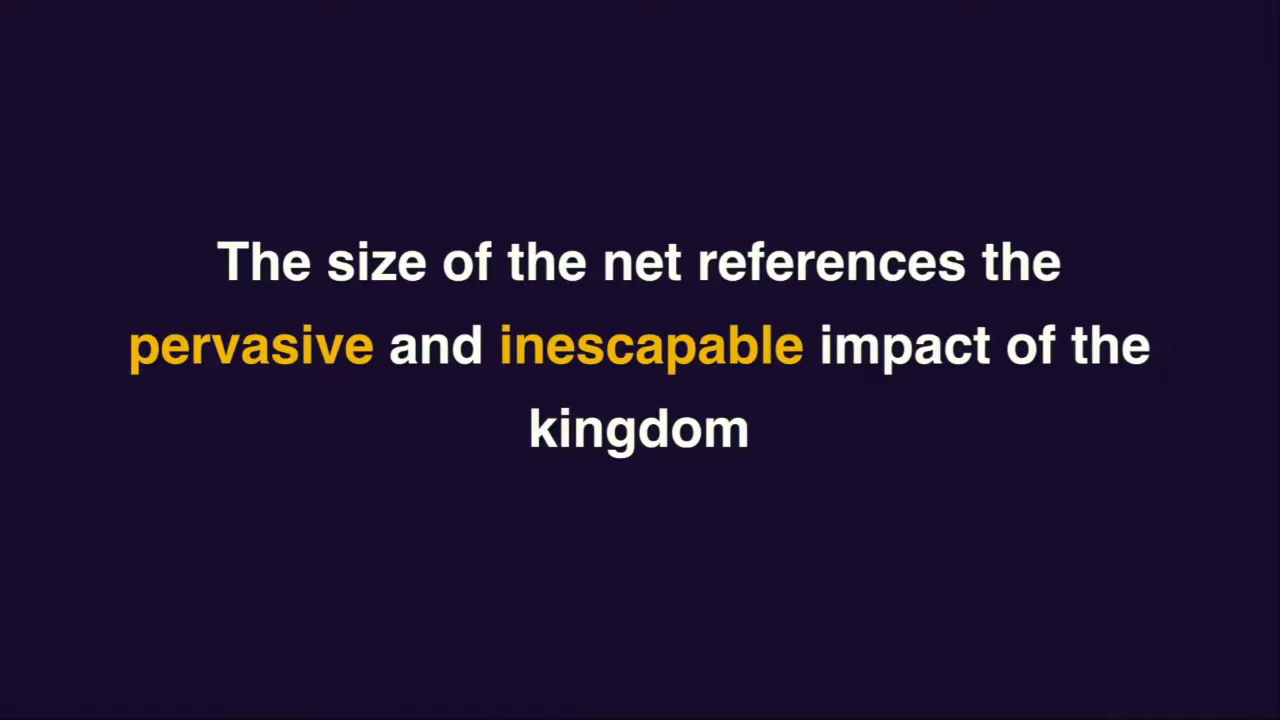 The size of the net references the
pervasive and inescapable impact of the
kingdom